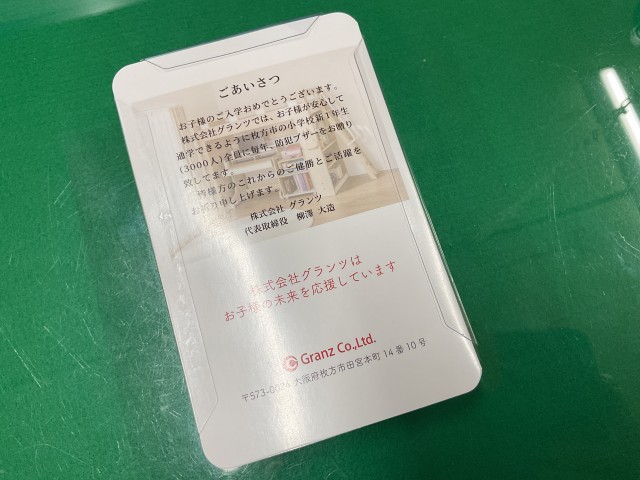 ごあいさつ
お子様のご入学おめでとうございます。
株式会社グランツでは、お子様が安心して
通学できるように枚方市の小学校新1年生
(3000人)全員に毎年、防犯ブザーをお贈り
致してます。
皆様方のこれからのご健勝とご活躍を
お祈り申し上げます。
株式会社 グランツ
代表取締役 柳澤 大造
株式会社グランツは
お子様の未来を応援しています
Granz Co.,Ltd.
〒573-0024 大阪府枚方市田宮本町 14 番 10 号